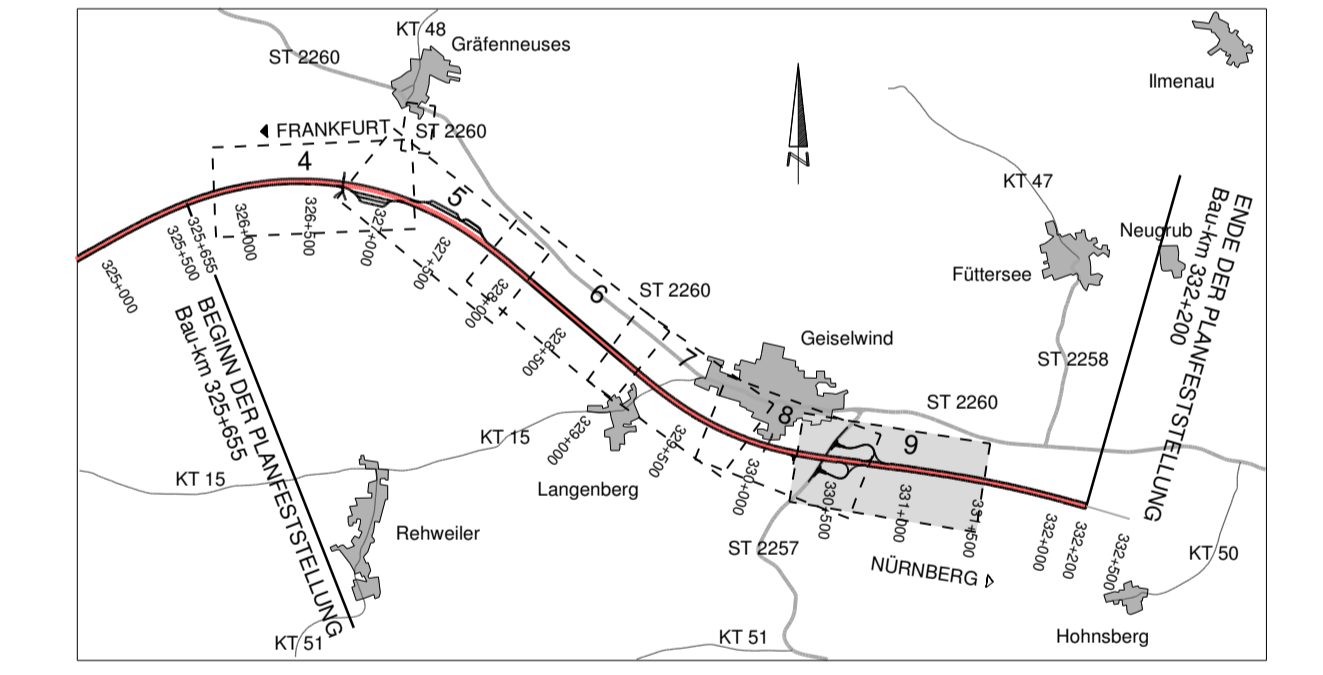 KT 48
Gräfenneuses
ST 2260
Ilmenau
FRANKFURT
ST 2260
4
5
KT 47
Neugrub
Füttersee
ENDE DER PLANFESTSTELLUNG
Bau-km 332+200
N
6
ST 2260
7
Geiselwind
ST 2258
8
ST 2260
9
325+000
325+500
325+655
326+000
326+500
327+000
327+500
328+000
328+500
329+000
329+500
330+000
330+500
331+000
331+500
332+000
332+200
332+500
BEGINN DER PLANFESTSTELLUNG
Bau-km 325+655
KT 15
KT 15
Langenberg
Rehweiler
ST 2257
NÜRNBERG
KT 50
Hohnsberg
KT 51
KT 51